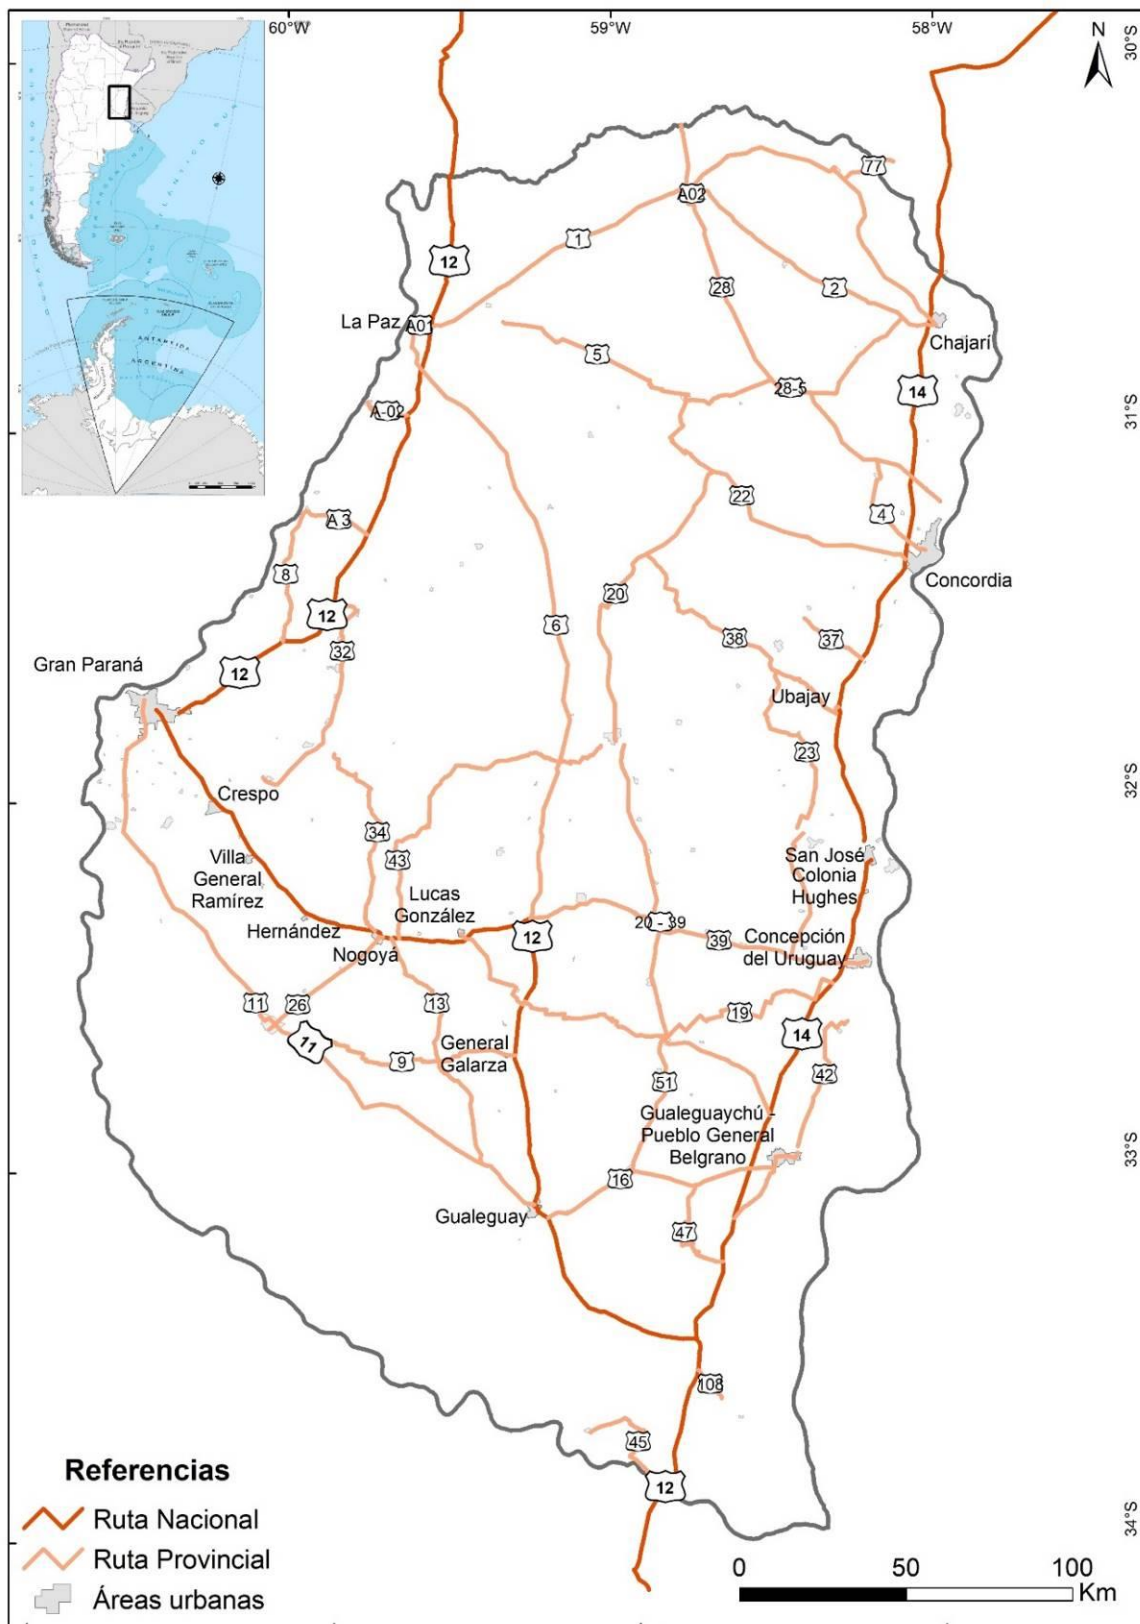 60°W
59°W
58°W
N
30°S
77
A02
1
12
28
2
La Paz
A01
Chajarí
5
28-5
14
A-02
31°S
22
A 3
4
8
Concordia
20
12
6
38
37
32
Gran Paraná
12
Ubajay
23
Crespo
32°S
34
43
Villa
General
Ramírez
San José
Colonia
Hughes
Lucas
González
Hernández
Nogoyá
12
20 - 39
39
Concepción
del Uruguay
11
26
13
19
11
9
General
Galarza
14
51
42
Gualeguaychú -
Pueblo General
Belgrano
33°S
16
Gualeguay
47
108
45
12
34°S
ANTARTIDA
ARGENTINA
Referencias
Ruta Nacional
Ruta Provincial
Áreas urbanas
0 50 100
Km